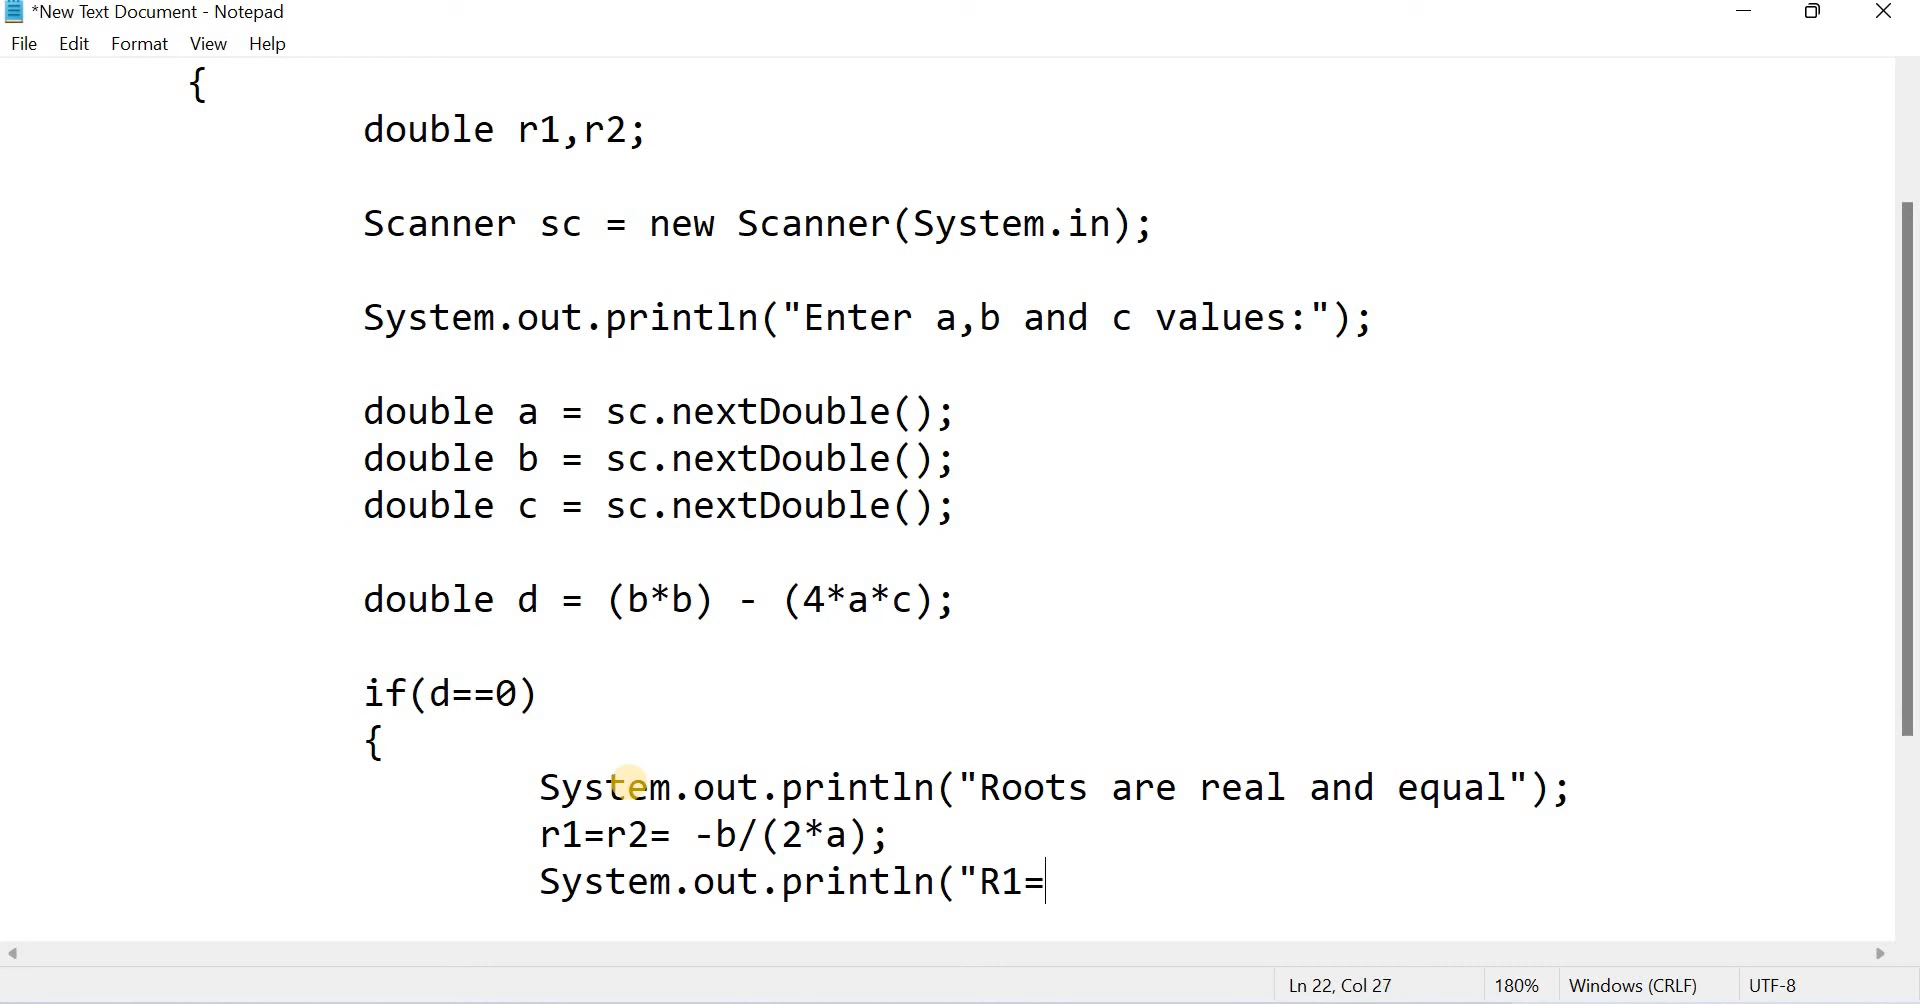 *New Text Document - Notepad
File Edit Format View Help
{
double r1,r2;
Scanner sc = new Scanner(System.in);
System.out.println("Enter a,b and c values:");
double a = sc.nextDouble();
double b = sc.nextDouble();
double c = sc.nextDouble();
double d = (b*b) - (4*a*c);
if(d==0)
{
System.out.println("Roots are real and equal");
r1=r2= -b/(2*a);
System.out.println("R1=
Ln 22, Col 27 180% Windows (CRLF) UTF-8